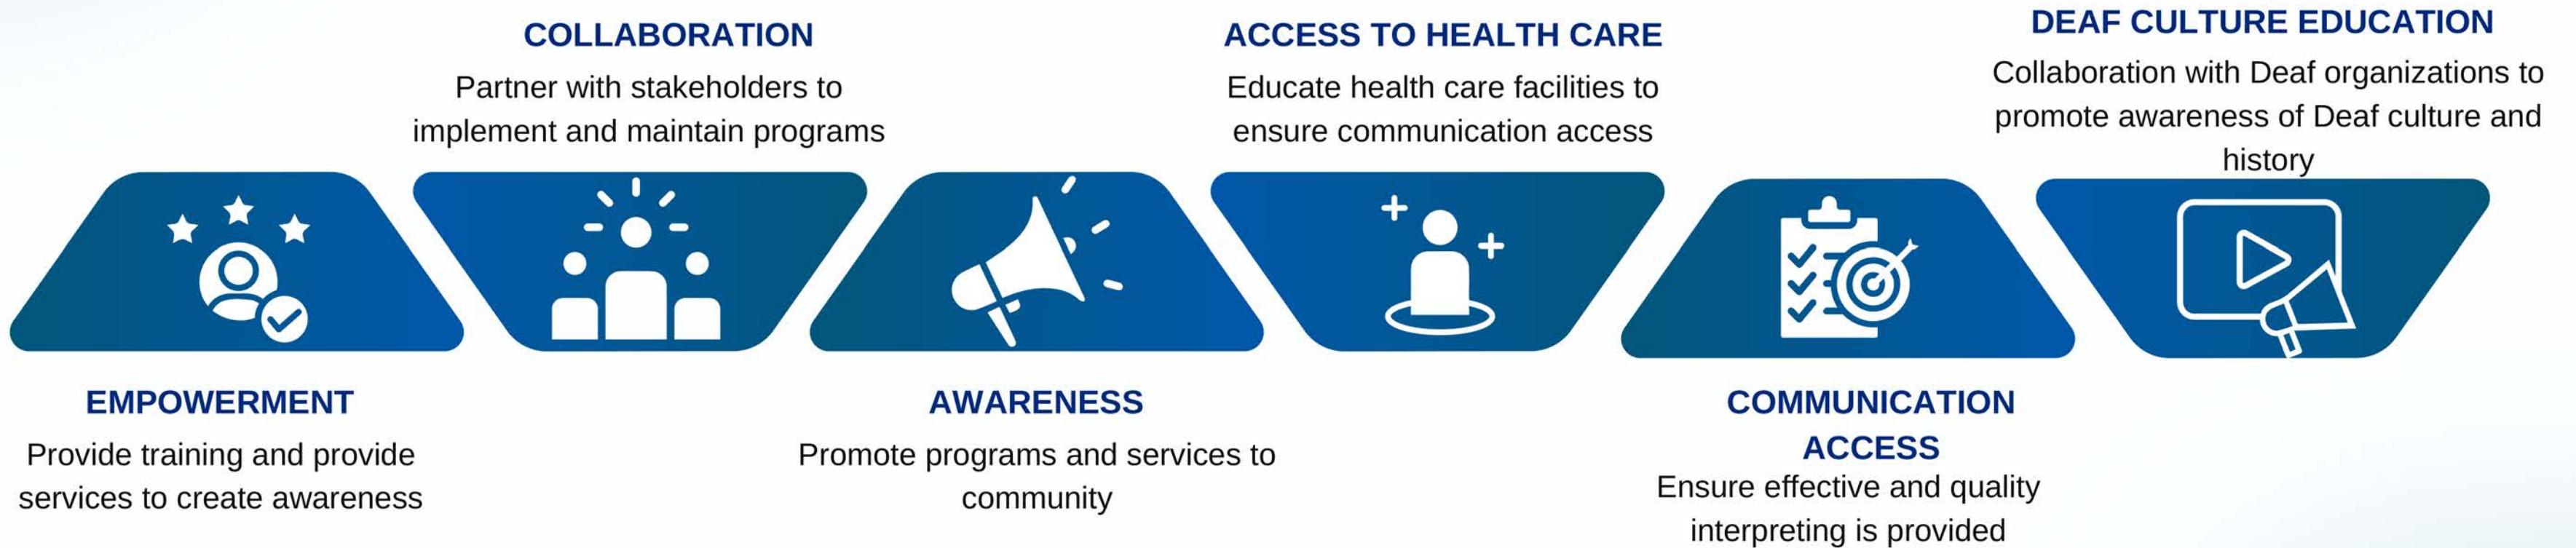 EMPOWERMENT
Provide training and provide
services to create awareness
COLLABORATION
Partner with stakeholders to
implement and maintain programs
AWARENESS
Promote programs and services to
community
ACCESS TO HEALTH CARE
Educate health care facilities to
ensure communication access
COMMUNICATION
ACCESS
Ensure effective and quality
interpreting is provided
DEAF CULTURE EDUCATION
Collaboration with Deaf organizations to
promote awareness of Deaf culture and
history